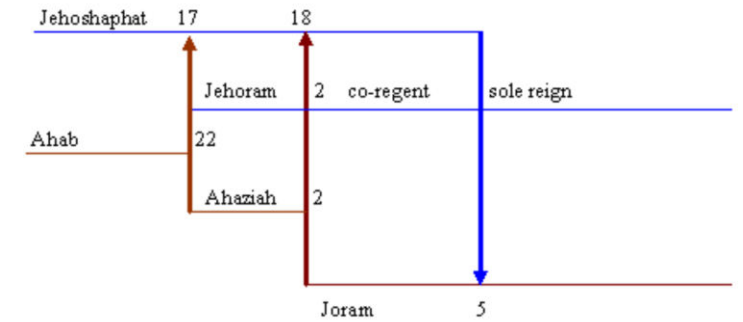 Jehoshaphat 17 18
Jehoram 2 co-regent sole reign
Ahab 22
Ahaziah 2
Joram 5